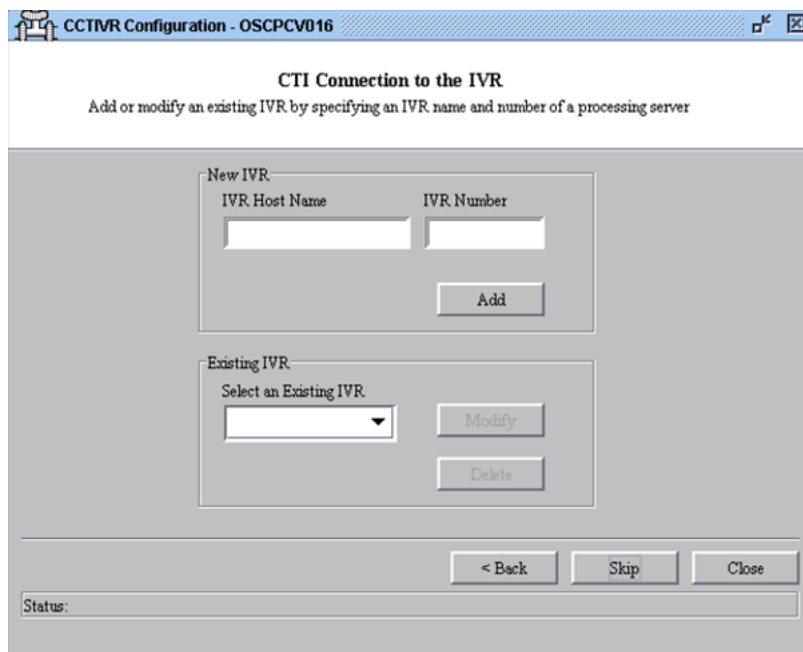 CCTIVR Configuration - OSCPCV016
CTI Connection to the IVR
Add or modify an existing IVR by specifying an IVR name and number of a processing server
New IVR
IVR Host Name IVR Number
Add
Existing IVR
Select an Existing IVR
Modify
Delete
< Back Skip Close
Status: